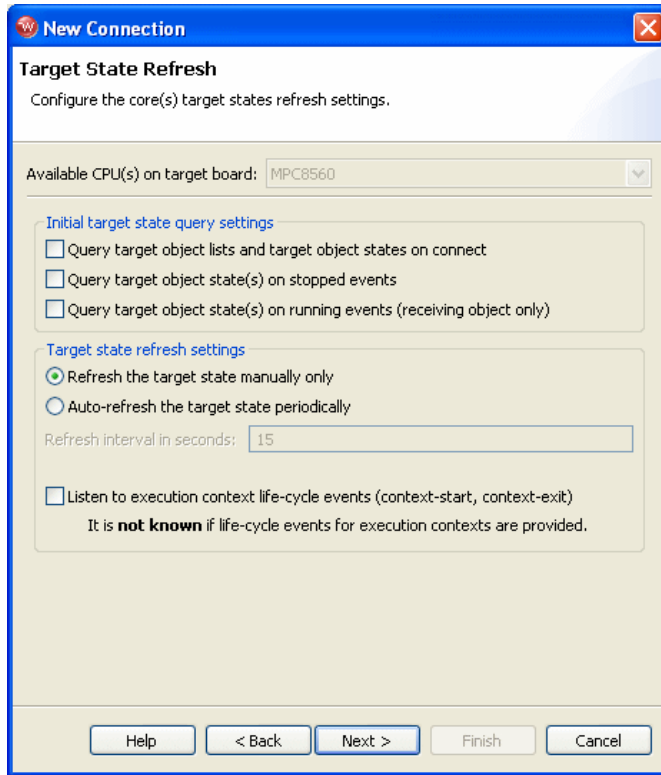 New Connection
Target State Refresh
Configure the core(s) target states refresh settings.
Available CPU(s) on target board: MPC8560
Initial target state query settings
Query target object lists and target object states on connect
Query target object state(s) on stopped events
Query target object state(s) on running events (receiving object only)
Target state refresh settings
Refresh the target state manually only
Auto-refresh the target state periodically
Refresh interval in seconds: 15
Listen to execution context life-cycle events (context-start, context-exit)
It is not known if life-cycle events for execution contexts are provided.
Help < Back Next > Finish Cancel